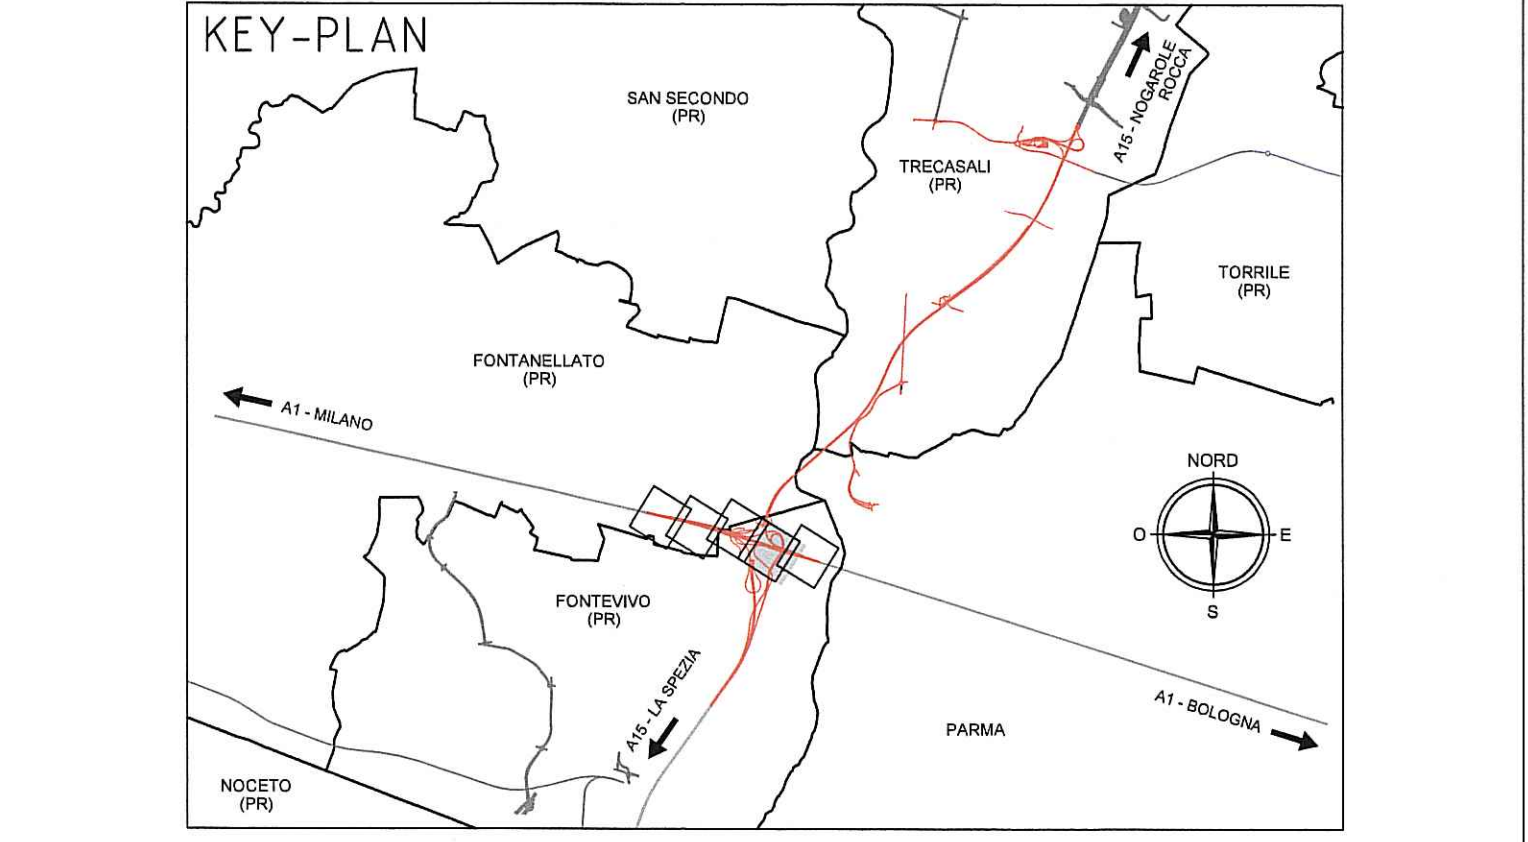 KEY-PLAN
SAN SECONDO
(PR)
A15 - NOGAROLE
ROCCA
TRECASALI
(PR)
TORRILE
(PR)
FONTANELLATO
(PR)
A1 - MILANO
NORD
O
E
S
FONTEVIVO
(PR)
A15 - LA SPEZIA
A1 - BOLOGNA
PARMA
NOCETO
(PR)